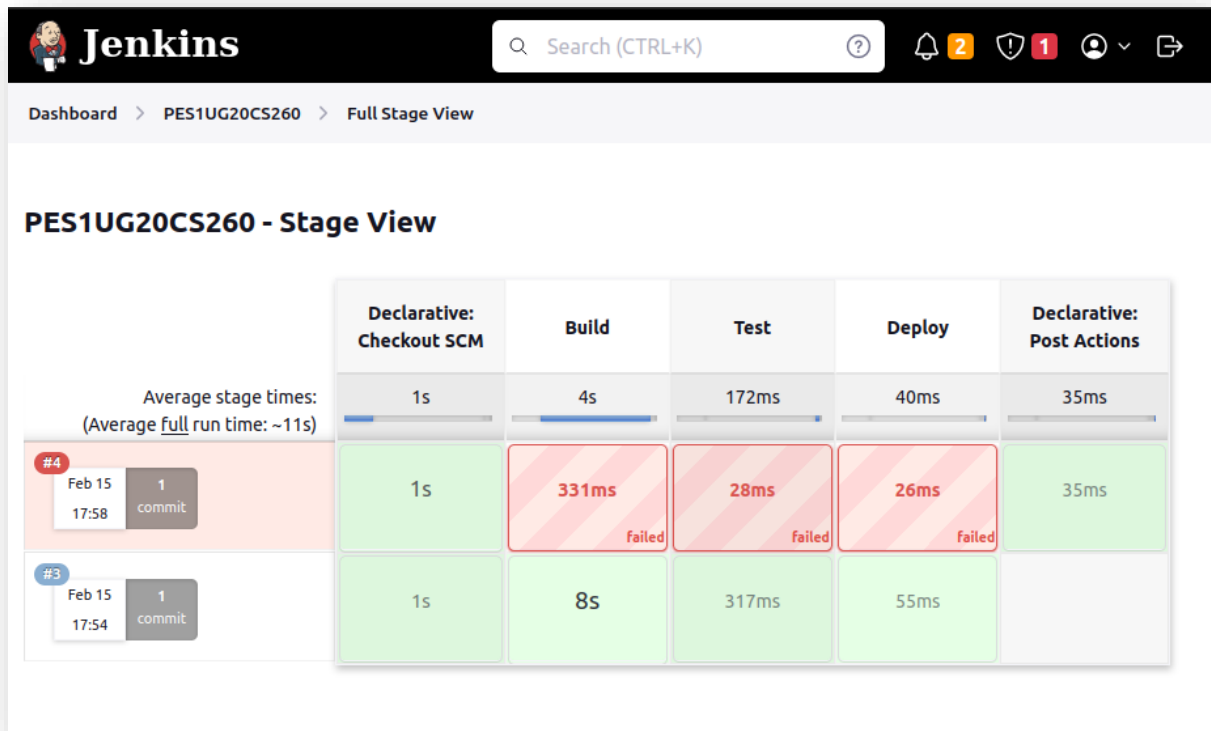 Jenkins
Search (CTRL+K)
?
2
1
Dashboard > PES1UG20CS260 > Full Stage View
PES1UG20CS260 - Stage View
Declarative:
Checkout SCM
Build
Test
Deploy
Declarative:
Post Actions
Average stage times:
(Average full run time: ~11s)
1s
4s
172ms
40ms
35ms
#4
Feb 15
17:58
1
commit
1s
331ms
failed
28ms
failed
26ms
failed
35ms
#3
Feb 15
17:54
1
commit
1s
8s
317ms
55ms